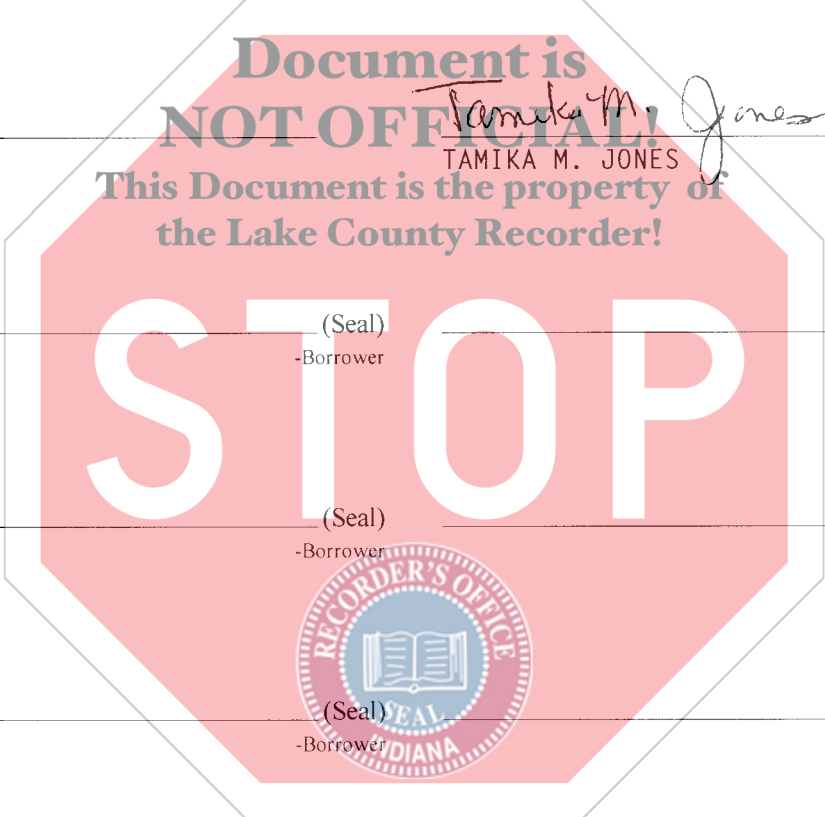 Document is
NOT OFFICIAL!
Tamika M. Jones
TAMIKA M. JONES
This Document is the property of
the Lake County Recorder!
STOP
(Seal)
-Borrower
(Seal)
-Borrower
RECORDER'S OFFICE
(Seal)
SEAL
-Borrower
INDIANA